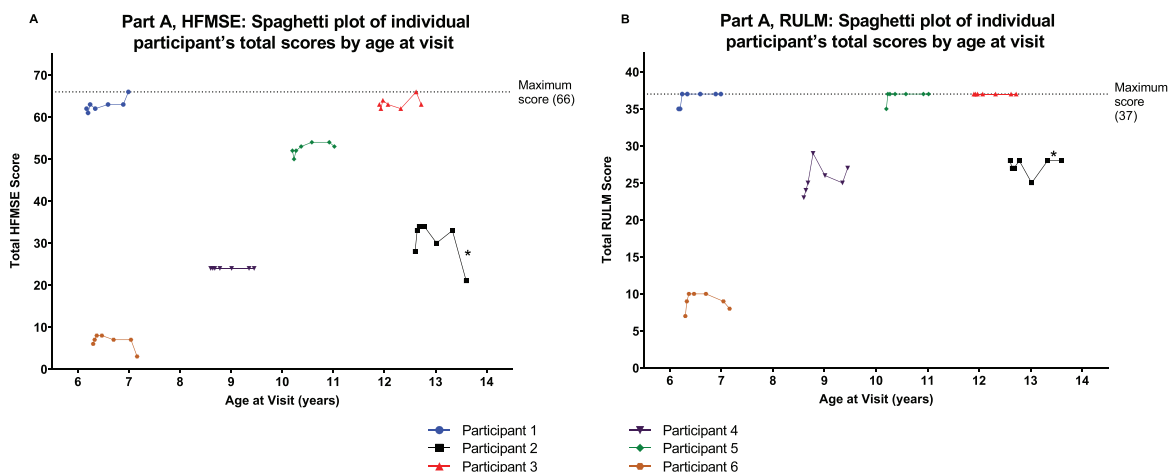 A
Part A, HFMSE: Spaghetti plot of individual
participant's total scores by age at visit
70
60
50
40
30
20
10
0
Total HFMSE Score
Maximum
score (66)
*
6 7 8 9 10 11 12 13 14
Age at Visit (years)
B
Part A, RULM: Spaghetti plot of individual
participant's total scores by age at visit
40
35
30
25
20
15
10
5
0
Total RULM Score
Maximum
score
(37)
*
6 7 8 9 10 11 12 13 14
Age at Visit (years)
Participant 1
Participant 2
Participant 3
Participant 4
Participant 5
Participant 6